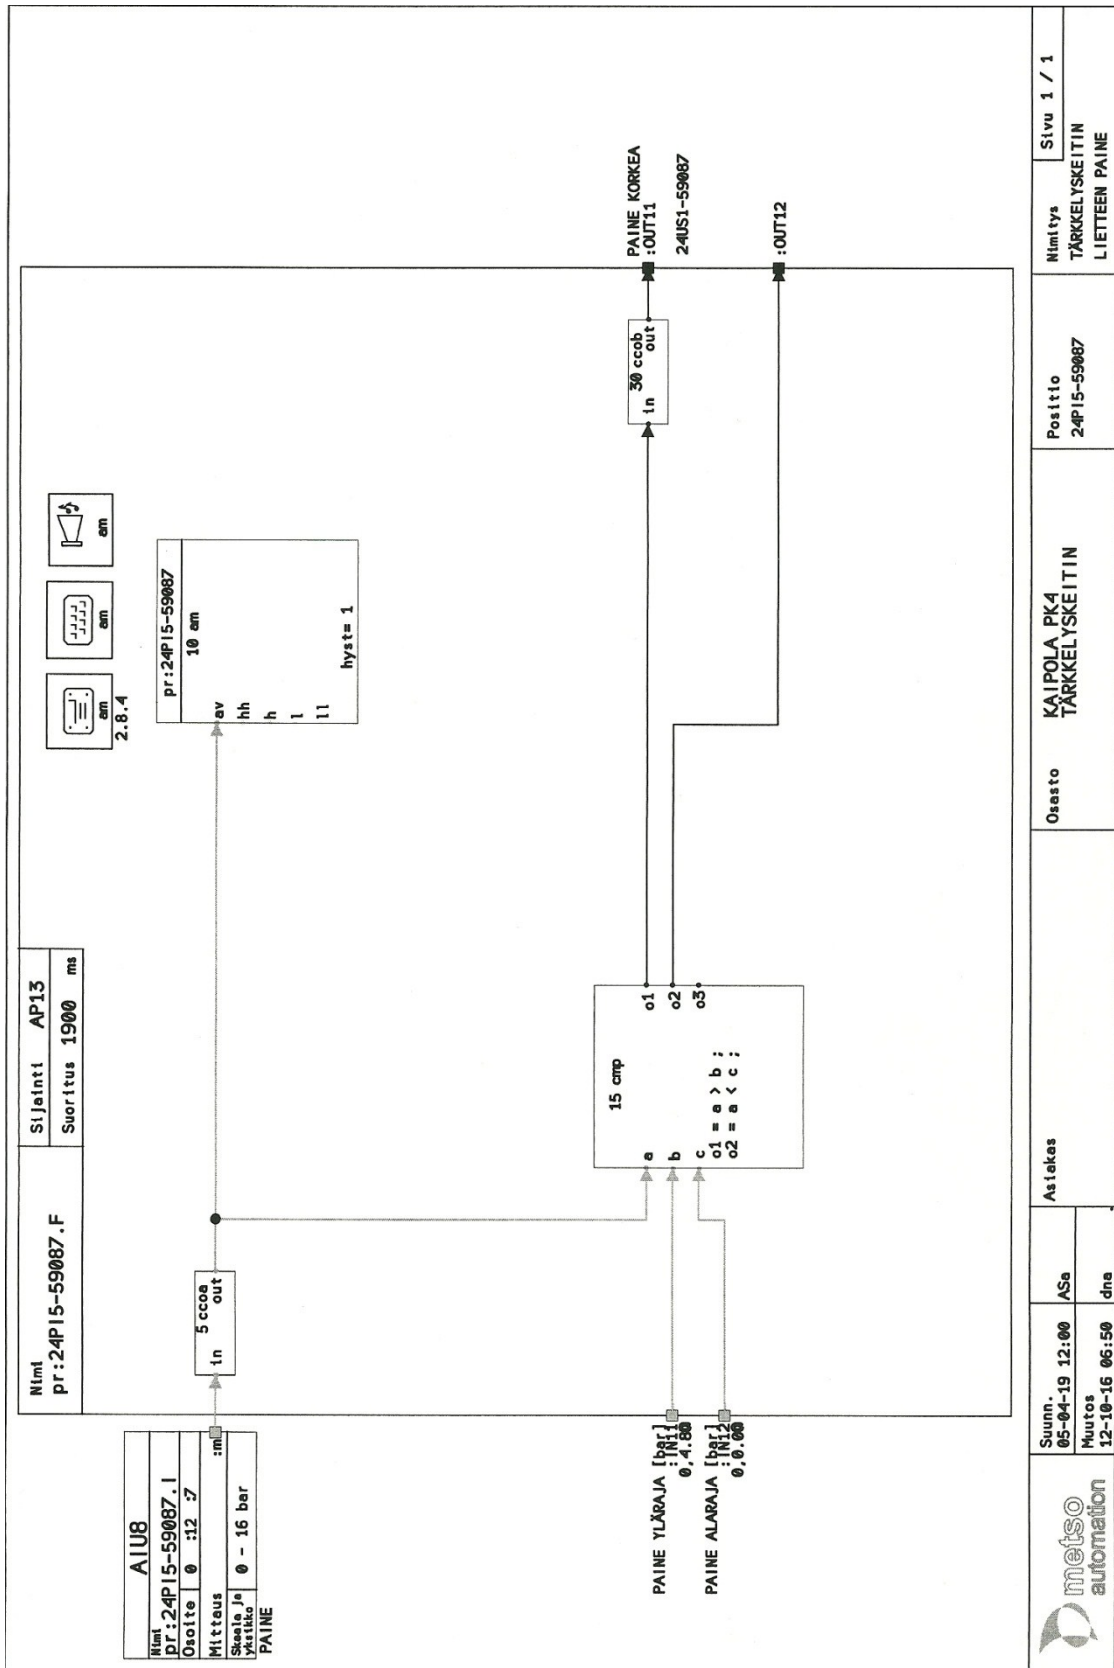 Nimi
pr:24PI5-59087.F
Sijainti AP13
Suoritus 1900 ms
AIU8
Nimi
pr:24PI5-59087.I
Osoite 0 :12 :7
Mittaus :m
Skaala ja yksikko 0 - 16 bar
PAINE
5 ccoa
in out
am
2.8.4
am
am
pr:24PI5-59087
10 am
av
hh
h
l
ll
hyst= 1
PAINE YLÄRAJA [bar]
:IN11
0,4.80
PAINE ALARAJA [bar]
:IN12
0,0.00
15 cmp
a o1
b o2
c o3
o1 = a > b ;
o2 = a < c ;
30 ccob
in out
PAINE KORKEA
:OUT11
24US1-59087
:OUT12
metso
automation
Suunn.
05-04-19 12:00 ASa
Muutos
12-10-16 06:50 dna
Asiakas
Osasto
KAIPOLA PK4
TÄRKKELYSKEITIN
Positio
24PI5-59087
Nimitys
TÄRKKELYSKEITIN
LIETTEEN PAINE
Sivu 1 / 1